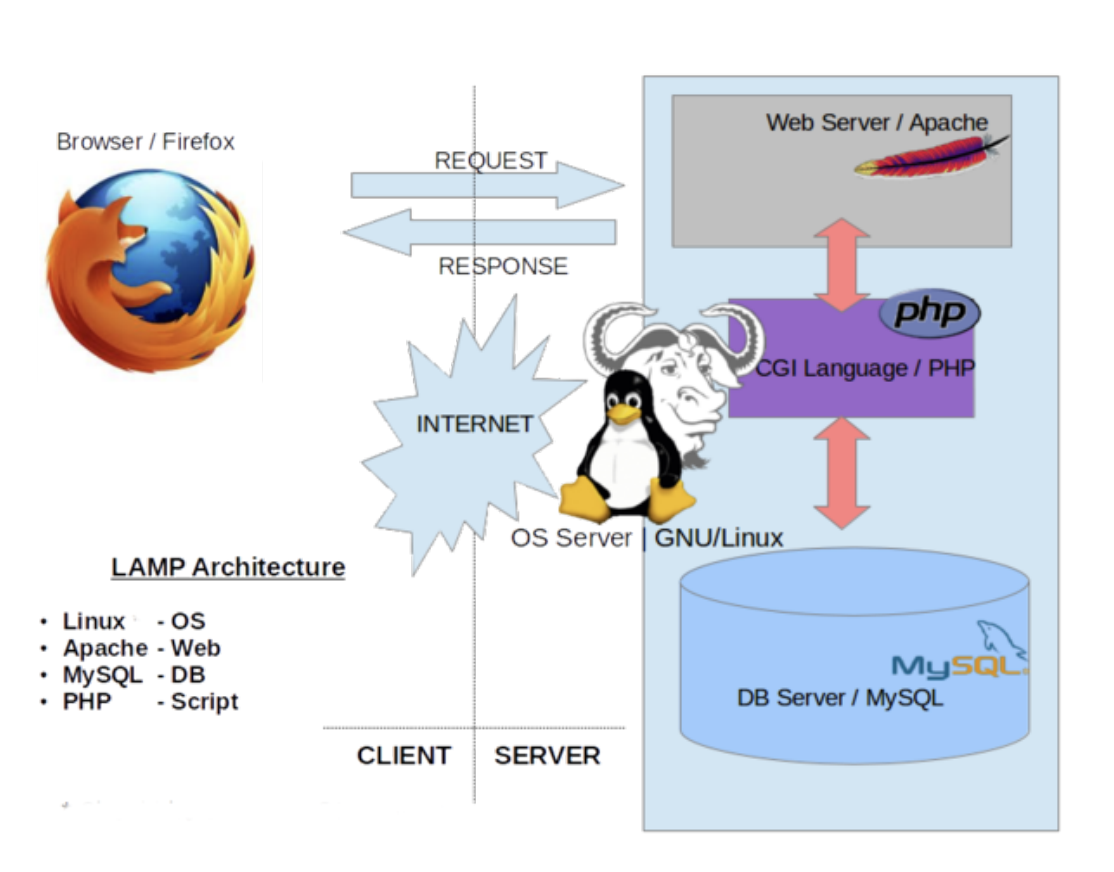 Browser / Firefox
REQUEST
RESPONSE
INTERNET
Web Server / Apache
php
CGI Language / PHP
OS Server | GNU/Linux
MySQL
DB Server / MySQL
LAMP Architecture
• Linux - OS
• Apache - Web
• MySQL - DB
• PHP - Script
CLIENT
SERVER